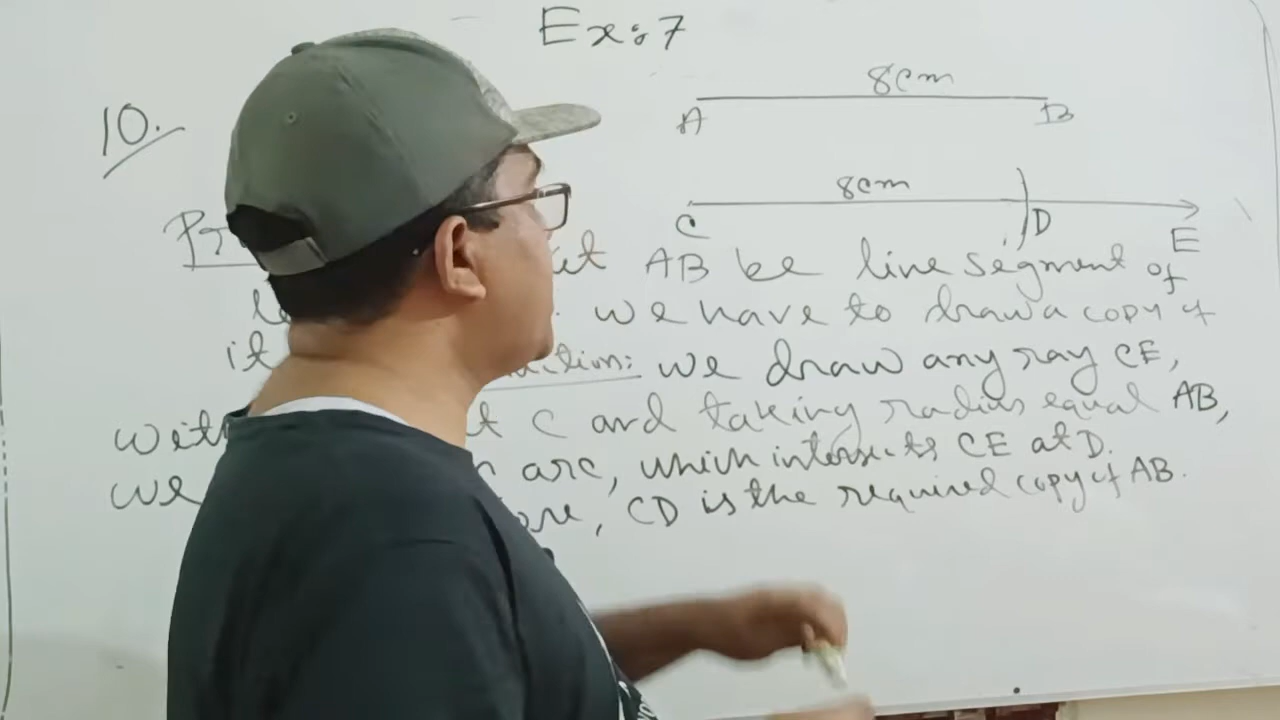 Ex:7
10.
8cm
A B
8cm
C D E
AB be line segment of
we have to draw a copy of
it we draw any ray CE,
C and taking radius equal AB,
we arc, which intersects CE at D.
CD is the required copy of AB.